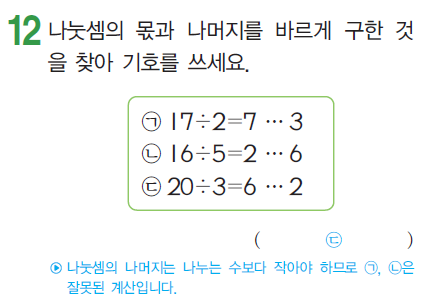 12 나눗셈의 몫과 나머지를 바르게 구한 것
을 찾아 기호를 쓰세요.
㉠ 17÷2=7 … 3
㉡ 16÷5=2 … 6
㉢ 20÷3=6 … 2
( ㉢ )
▶ 나눗셈의 나머지는 나누는 수보다 작아야 하므로 ㉠, ㉡은
잘못된 계산입니다.